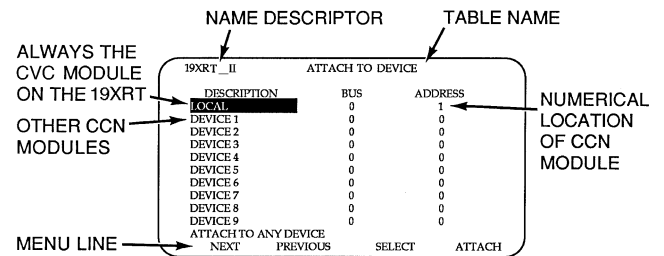 NAME DESCRIPTOR
TABLE NAME
ALWAYS THE
CVC MODULE
ON THE 19XRT
OTHER CCN
MODULES
MENU LINE
19XRT_II ATTACH TO DEVICE
DESCRIPTION BUS ADDRESS
LOCAL 0 1
DEVICE 1 0 0
DEVICE 2 0 0
DEVICE 3 0 0
DEVICE 4 0 0
DEVICE 5 0 0
DEVICE 6 0 0
DEVICE 7 0 0
DEVICE 8 0 0
DEVICE 9 0 0
ATTACH TO ANY DEVICE
NEXT PREVIOUS SELECT ATTACH
NUMERICAL
LOCATION
OF CCN
MODULE